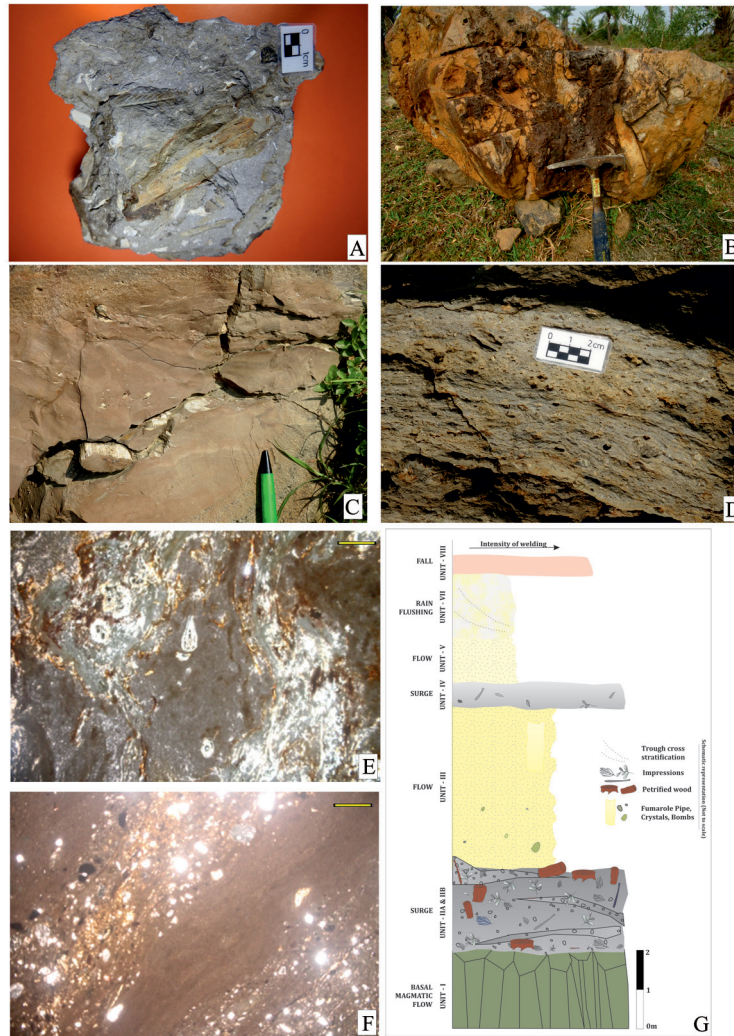 0
1cm
A
B
C
0 1 2cm
D
E
F
Intensity of welding
FALL
UNIT - VIII
RAIN
FLUSHING
UNIT - VII
FLOW
UNIT - V
SURGE
UNIT - IV
FLOW
UNIT - III
SURGE
UNIT - IIA & IIB
BASAL
MAGMATIC
FLOW
UNIT - I
Trough cross
stratification
Impressions
Petrified wood
Fumarole Pipe,
Crystals, Bombs
Schematic representation (Not to scale)
2
1
0m
G